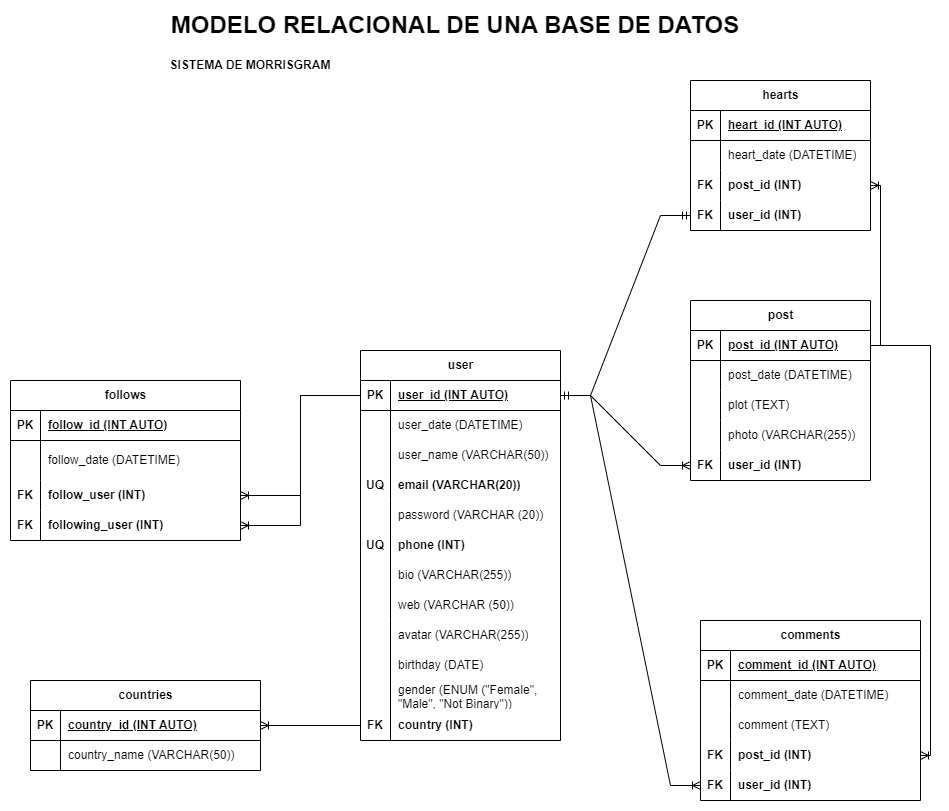 MODELO RELACIONAL DE UNA BASE DE DATOS
SISTEMA DE MORRISGRAM
hearts
PK heart_id (INT AUTO)
heart_date (DATETIME)
FK post_id (INT)
FK user_id (INT)
post
PK post_id (INT AUTO)
post_date (DATETIME)
plot (TEXT)
photo (VARCHAR(255))
FK user_id (INT)
user
PK user_id (INT AUTO)
user_date (DATETIME)
user_name (VARCHAR(50))
UQ email (VARCHAR(20))
password (VARCHAR (20))
UQ phone (INT)
bio (VARCHAR(255))
web (VARCHAR (50))
avatar (VARCHAR(255))
birthday (DATE)
gender (ENUM ("Female",
"Male", "Not Binary"))
FK country (INT)
follows
PK follow_id (INT AUTO)
follow_date (DATETIME)
FK follow_user (INT)
FK following_user (INT)
countries
PK country_id (INT AUTO)
country_name (VARCHAR(50))
comments
PK comment_id (INT AUTO)
comment_date (DATETIME)
comment (TEXT)
FK post_id (INT)
FK user_id (INT)